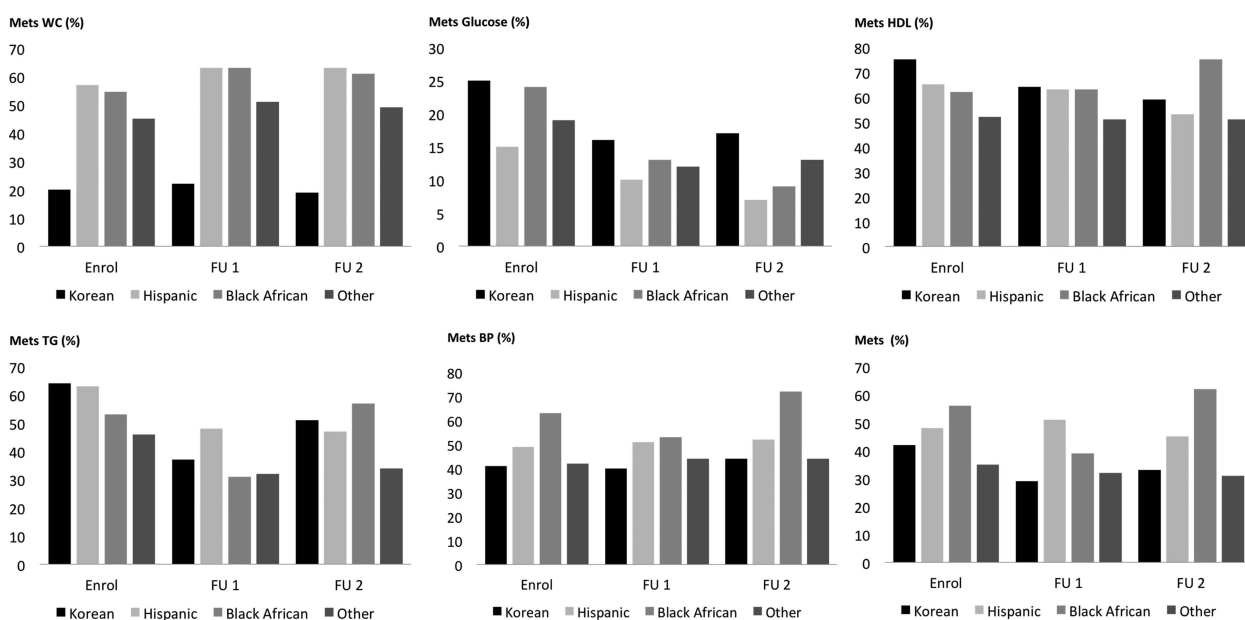 Mets WC (%)
70
60
50
40
30
20
10
0
Enrol FU 1 FU 2
Korean Hispanic Black African Other
Mets Glucose (%)
30
25
20
15
10
5
0
Enrol FU 1 FU 2
Korean Hispanic Black African Other
Mets HDL (%)
80
70
60
50
40
30
20
10
0
Enrol FU 1 FU 2
Korean Hispanic Black African Other
Mets TG (%)
70
60
50
40
30
20
10
0
Enrol FU 1 FU 2
Korean Hispanic Black African Other
Mets BP (%)
80
70
60
50
40
30
20
10
0
Enrol FU 1 FU 2
Korean Hispanic Black African Other
Mets (%)
70
60
50
40
30
20
10
0
Enrol FU 1 FU 2
Korean Hispanic Black African Other